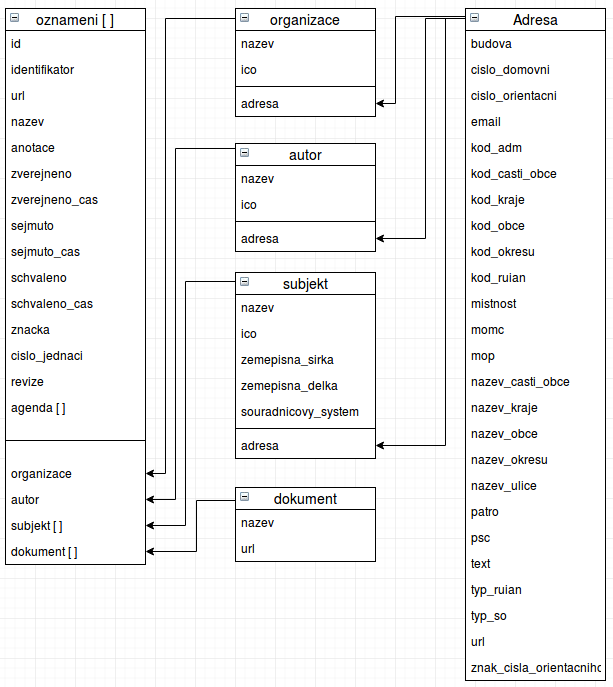 oznameni [ ]
id
identifikator
url
nazev
anotace
zverejneno
zverejneno_cas
sejmuto
sejmuto_cas
schvaleno
schvaleno_cas
znacka
cislo_jednaci
revize
agenda [ ]
organizace
autor
subjekt [ ]
dokument [ ]
organizace
nazev
ico
adresa
autor
nazev
ico
adresa
subjekt
nazev
ico
zemepisna_sirka
zemepisna_delka
souradnicovy_system
adresa
dokument
nazev
url
Adresa
budova
cislo_domovni
cislo_orientacni
email
kod_adm
kod_casti_obce
kod_kraje
kod_obce
kod_okresu
kod_ruian
mistnost
momc
mop
nazev_casti_obce
nazev_kraje
nazev_obce
nazev_okresu
nazev_ulice
patro
psc
text
typ_ruian
typ_so
url
znak_cisla_orientacnihc